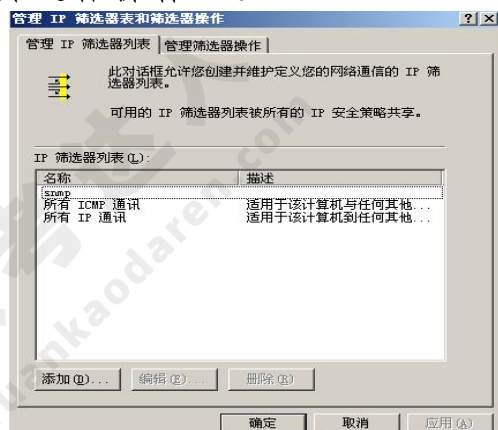 管理 IP 筛选器表和筛选器操作
管理 IP 筛选器列表 管理筛选器操作
此对话框允许您创建并维护定义您的网络通信的 IP 筛
选器列表。
可用的 IP 筛选器列表被所有的 IP 安全策略共享。
IP 筛选器列表(L):
名称 描述
snmp
所有 ICMP 通讯 适用于该计算机与任何其他...
所有 IP 通讯 适用于该计算机到任何其他...
添加(D)... 编辑(E)... 删除(R)
确定 取消 应用(A)
uankaodaren.com